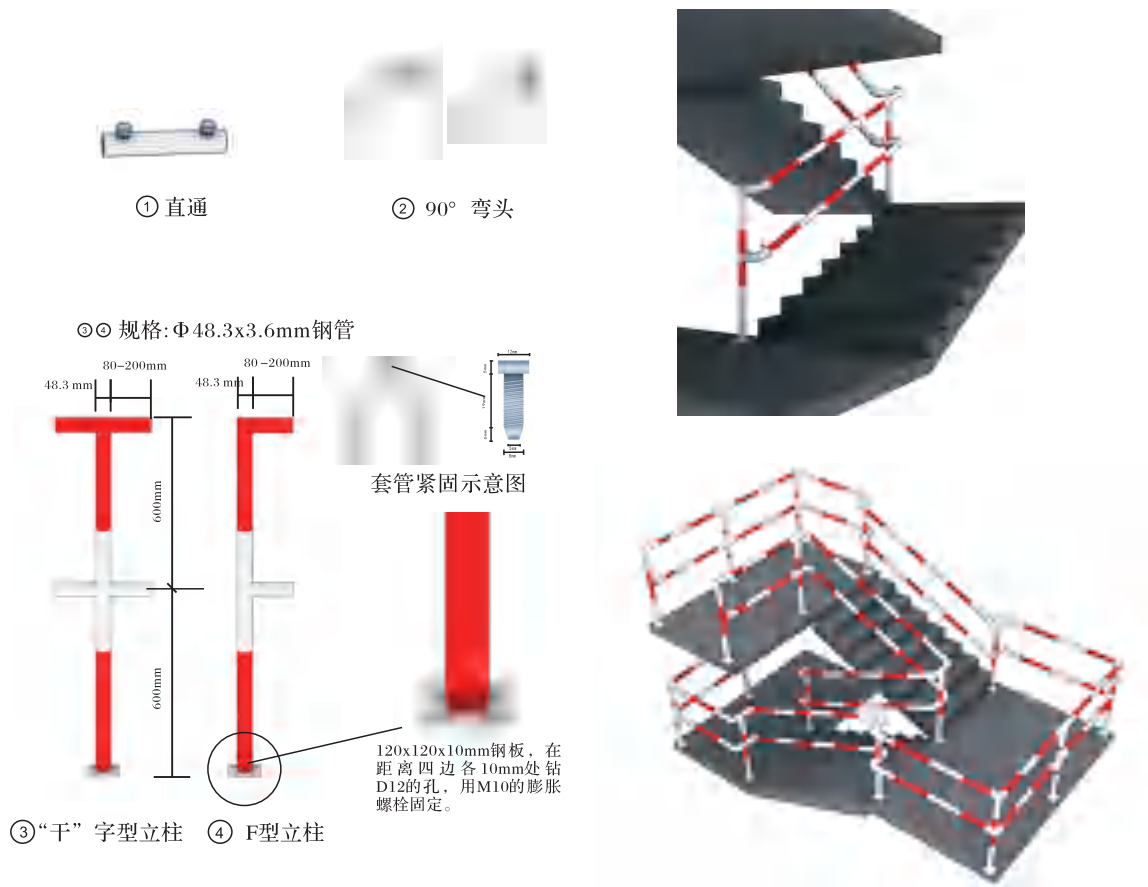 ① 直通
② 90° 弯头
③④ 规格:Φ48.3x3.6mm钢管
80-200mm
48.3 mm
80-200mm
48.3 mm
12mm
套管紧固示意图
600mm
600mm
120x120x10mm钢板，在
距离四边各10mm处钻
D12的孔，用M10的膨胀
螺栓固定。
③“干”字型立柱
④ F型立柱